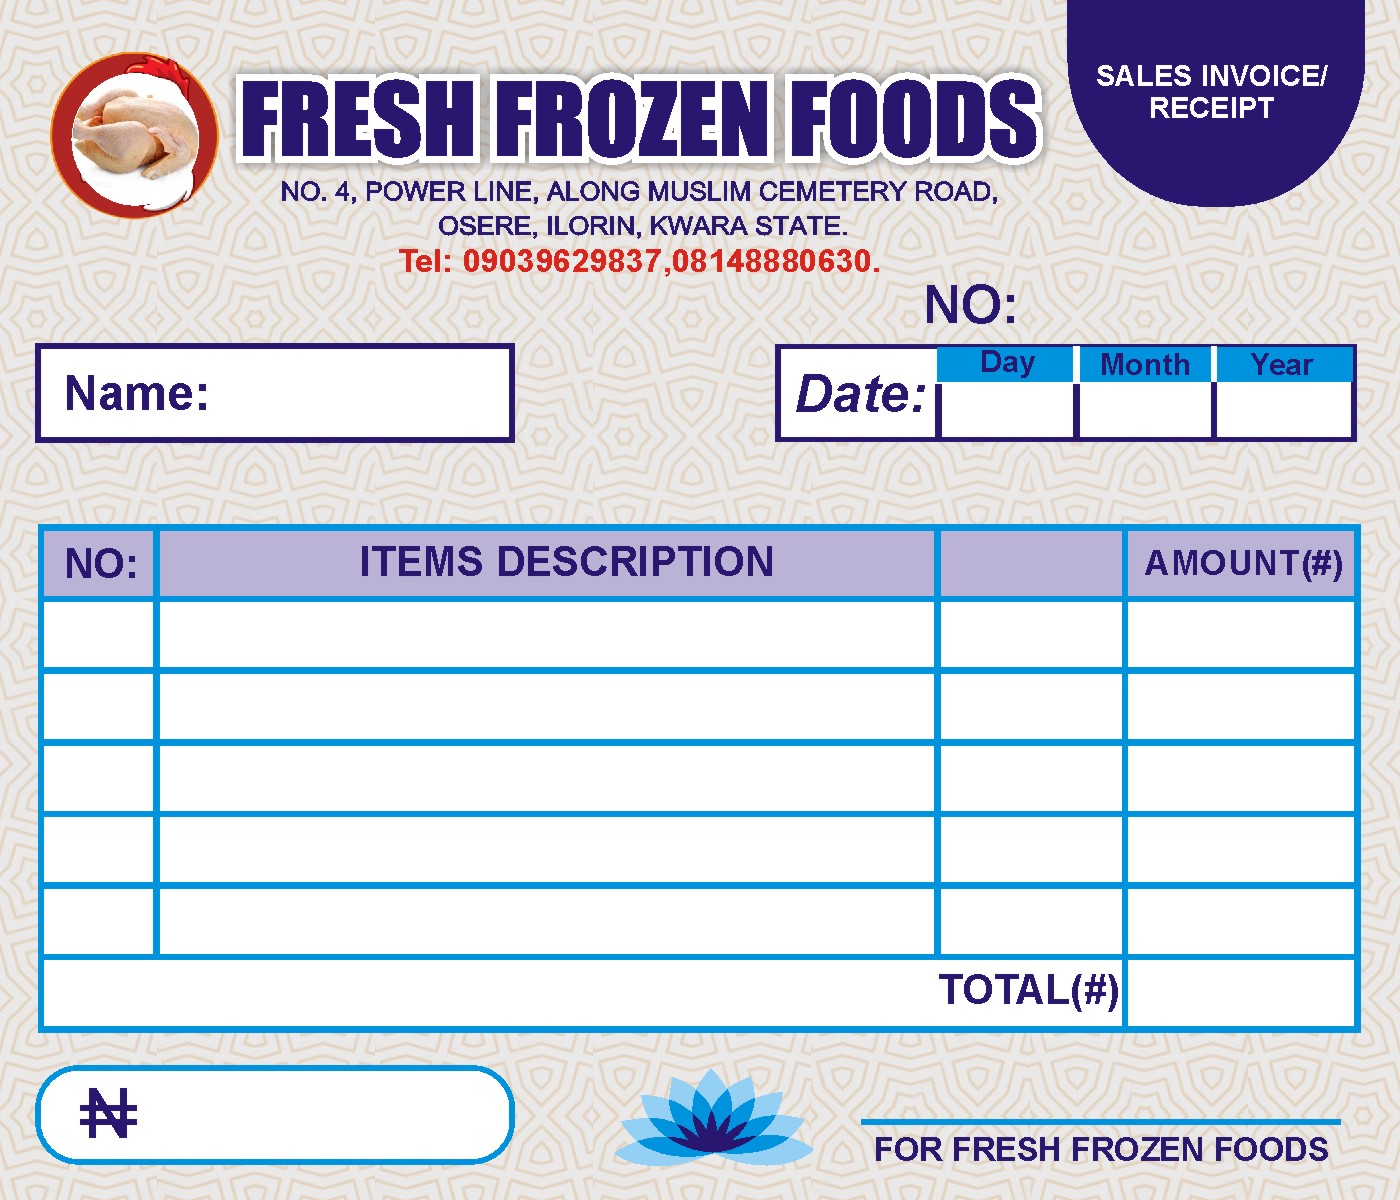 SALES INVOICE/
RECEIPT
FRESH FROZEN FOODS
NO. 4, POWER LINE, ALONG MUSLIM CEMETERY ROAD,
OSERE, ILORIN, KWARA STATE.
Tel: 09039629837,08148880630.
NO:
Name:
Date: Day Month Year
NO: ITEMS DESCRIPTION AMOUNT(#)
TOTAL(#)
₦
FOR FRESH FROZEN FOODS